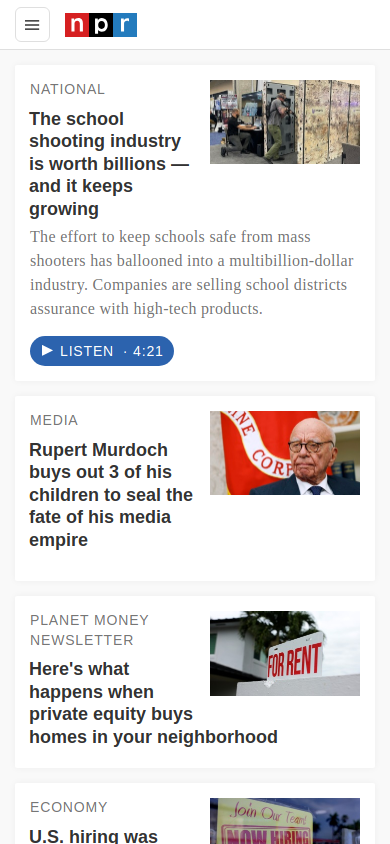 npr
NATIONAL
The school
shooting industry
is worth billions —
and it keeps
growing
The effort to keep schools safe from mass
shooters has ballooned into a multibillion-dollar
industry. Companies are selling school districts
assurance with high-tech products.
LISTEN · 4:21
MEDIA
Rupert Murdoch
buys out 3 of his
children to seal the
fate of his media
empire
INE CORP
PLANET MONEY
NEWSLETTER
Here's what
happens when
private equity buys
homes in your neighborhood
FOR RENT
ECONOMY
U.S. hiring was
Join Our Team!
NOW HIRING